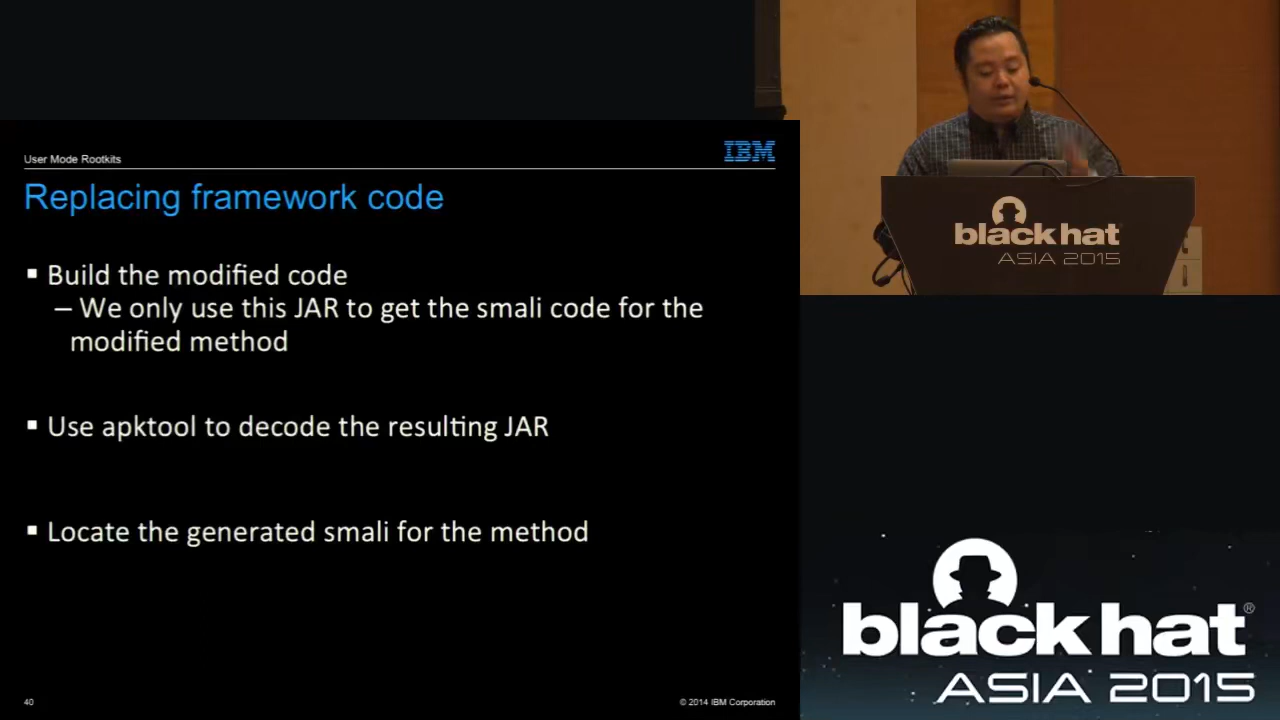 User Mode Rootkits
IBM
Replacing framework code
▪ Build the modified code
– We only use this JAR to get the smali code for the
modified method
▪ Use apktool to decode the resulting JAR
▪ Locate the generated smali for the method
40
© 2014 IBM Corporation
black hat
ASIA 2015
black hat®
ASIA 2015